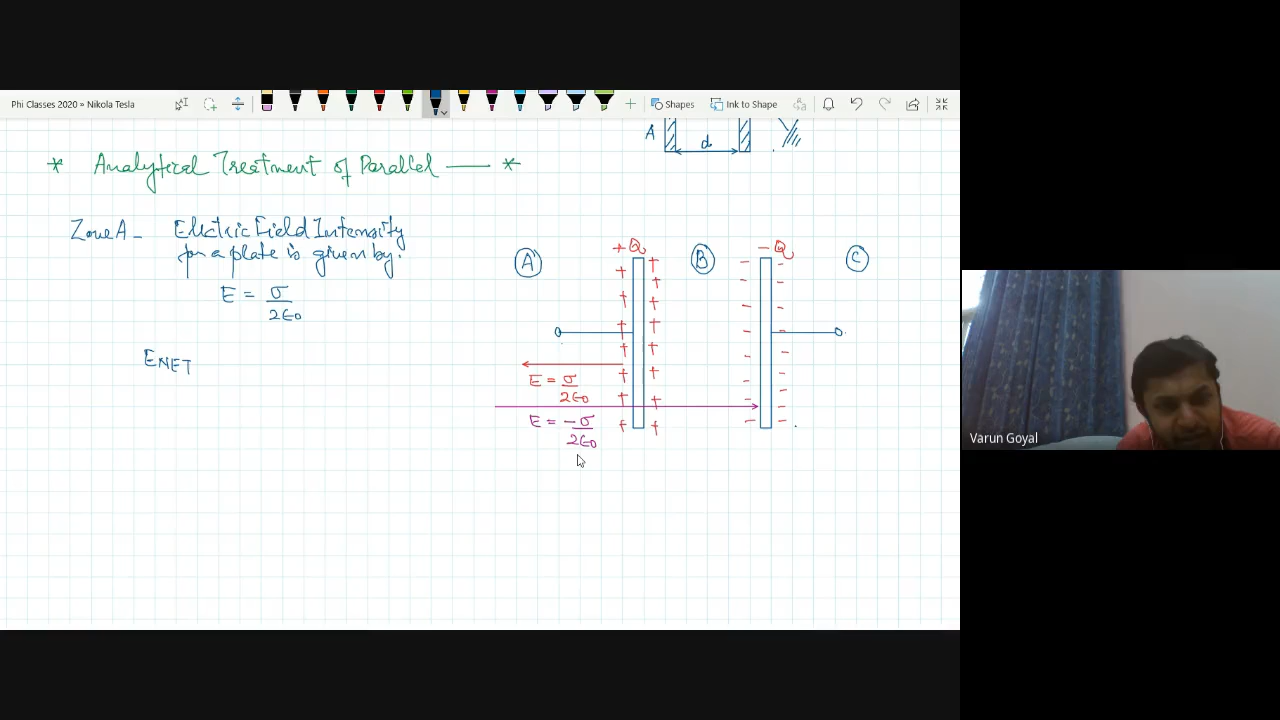 Phi Classes 2020 » Nikola Tesla
Shapes
Ink to Shape
A
d
* Analytical Treatment of Parallel —— *
Zone A - Electric Field Intensity
for a plate is given by.
E = σ
2ε0
ENET
A
+Q
B
-Q
C
E = σ
2ε0
E = -σ
2ε0
Varun Goyal